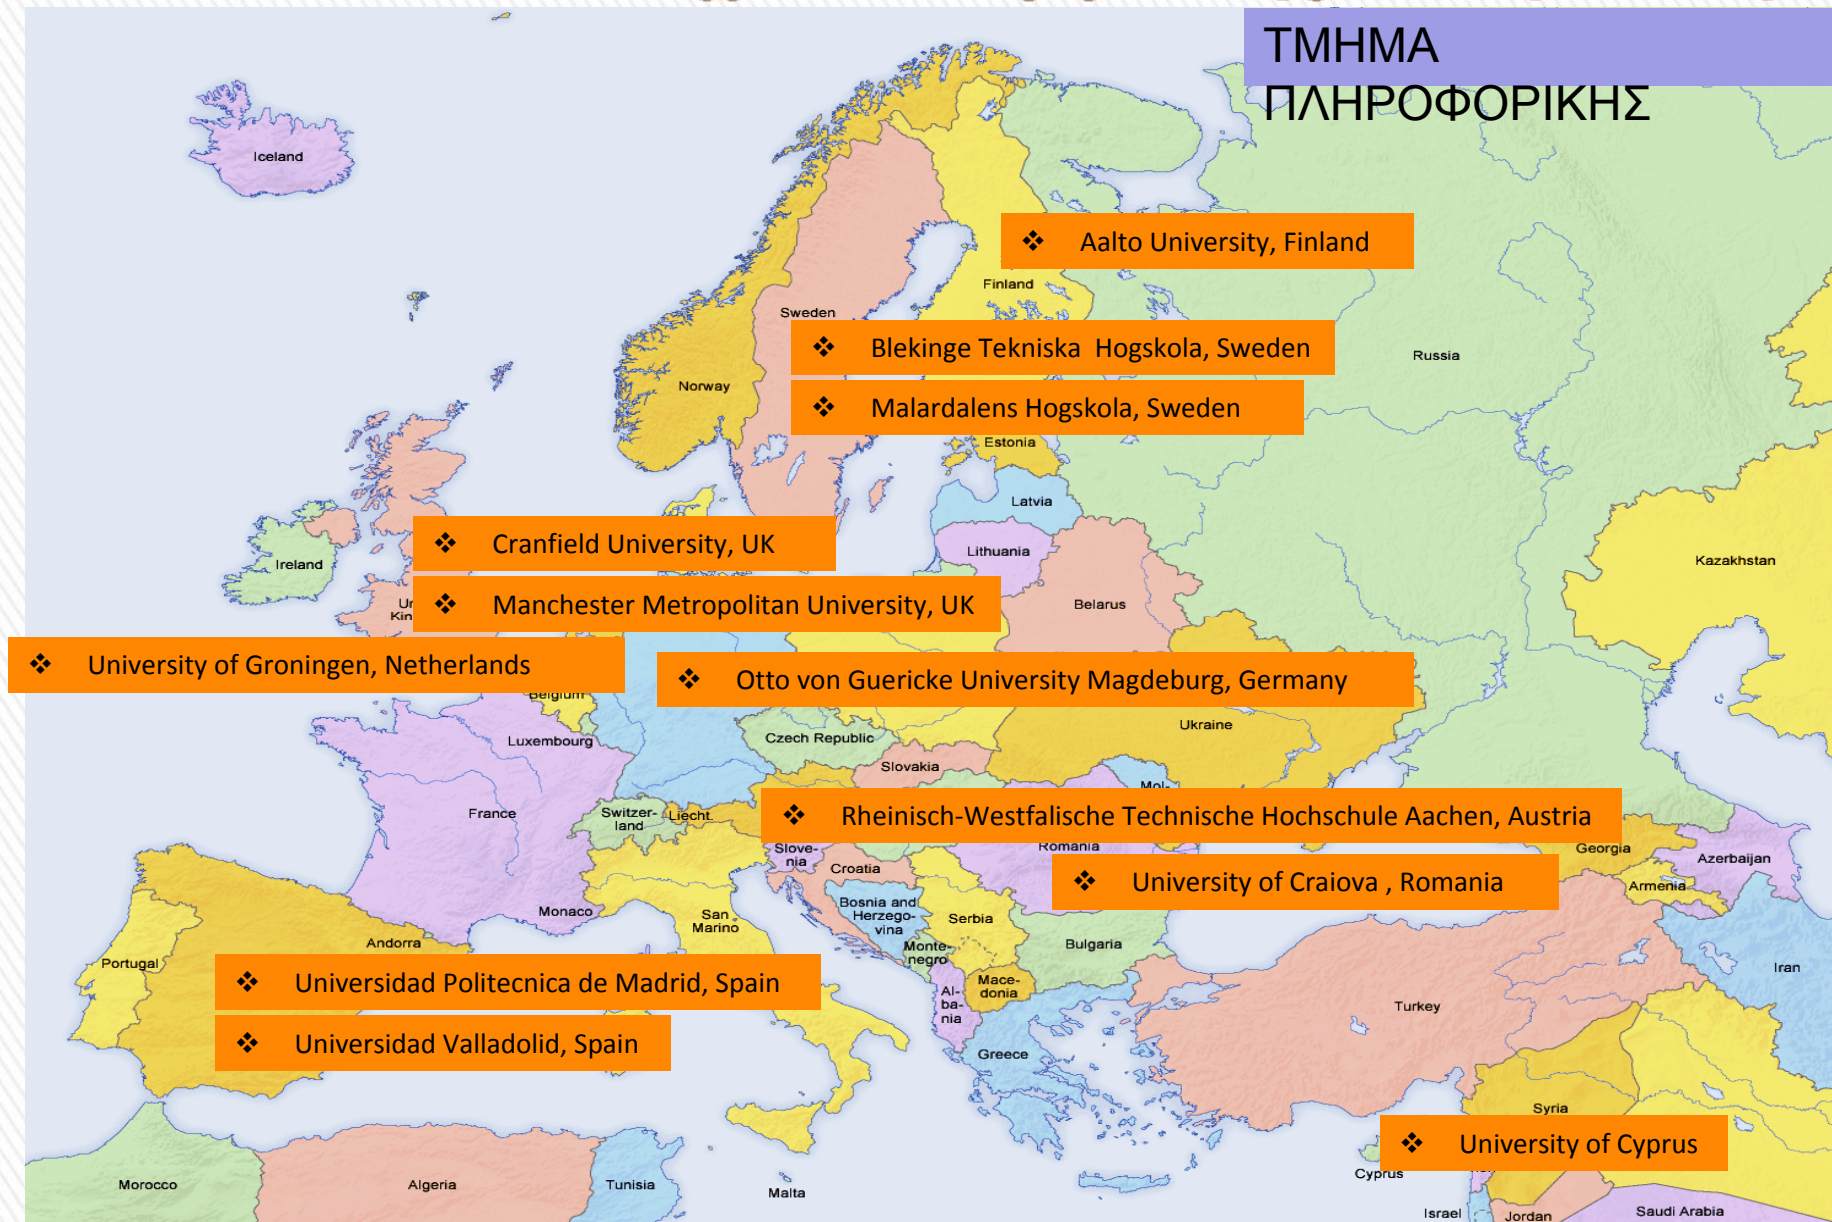 ΤΜΗΜΑ
ΠΛΗΡΟΦΟΡΙΚΗΣ
Iceland
❖ Aalto University, Finland
Finland
Sweden
❖ Blekinge Tekniska Hogskola, Sweden
Russia
Norway
❖ Malardalens Hogskola, Sweden
Estonia
Latvia
❖ Cranfield University, UK
Lithuania
Ireland
Kazakhstan
❖ Manchester Metropolitan University, UK
Belarus
❖ University of Groningen, Netherlands
❖ Otto von Guericke University Magdeburg, Germany
Belgium
Ukraine
Luxembourg
Czech Republic
Slovakia
Mol-
France
Switzer-
land
Liecht.
❖ Rheinisch-Westfalische Technische Hochschule Aachen, Austria
Romania
Slove-
nia
Croatia
Georgia
Azerbaijan
Armenia
❖ University of Craiova , Romania
Monaco
San
Marino
Bosnia and
Herzego-
vina
Serbia
Andorra
Monte-
negro
Bulgaria
Portugal
❖ Universidad Politecnica de Madrid, Spain
Mace-
donia
Al-
ba-
nia
Iran
Turkey
❖ Universidad Valladolid, Spain
Greece
Syria
❖ University of Cyprus
Cyprus
Morocco
Algeria
Tunisia
Malta
Israel
Jordan
Saudi Arabia